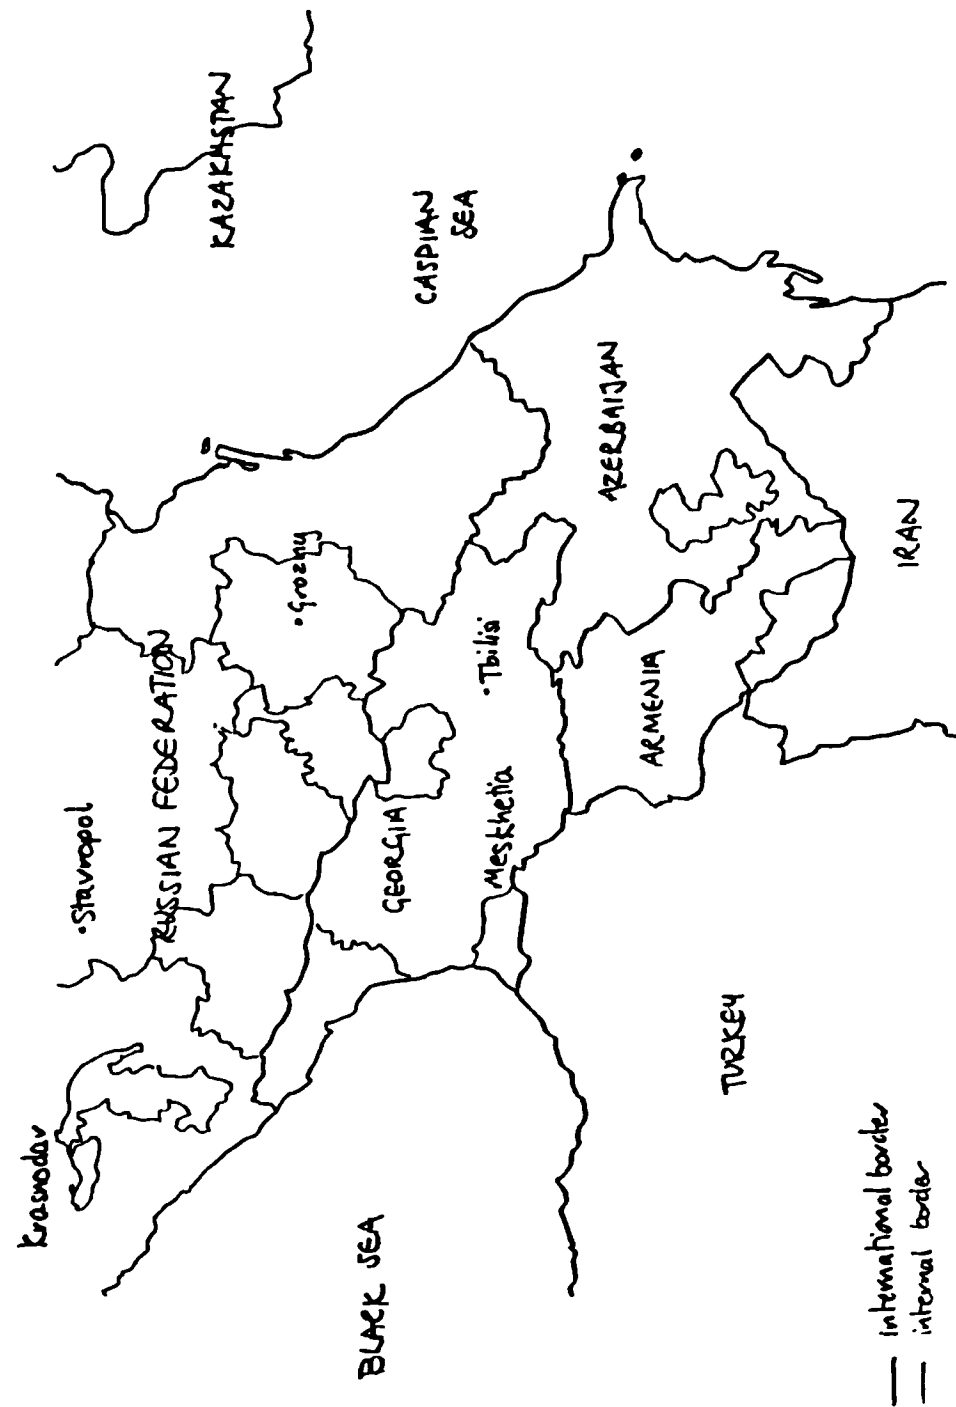 Krasnodar
•Stavropol
RUSSIAN FEDERATION
KAZAKHSTAN
•Grozny
BLACK SEA
GEORGIA
CASPIAN
SEA
Meskhetia
•Tbilisi
AZERBAIJAN
ARMENIA
TURKEY
IRAN
international border
internal border